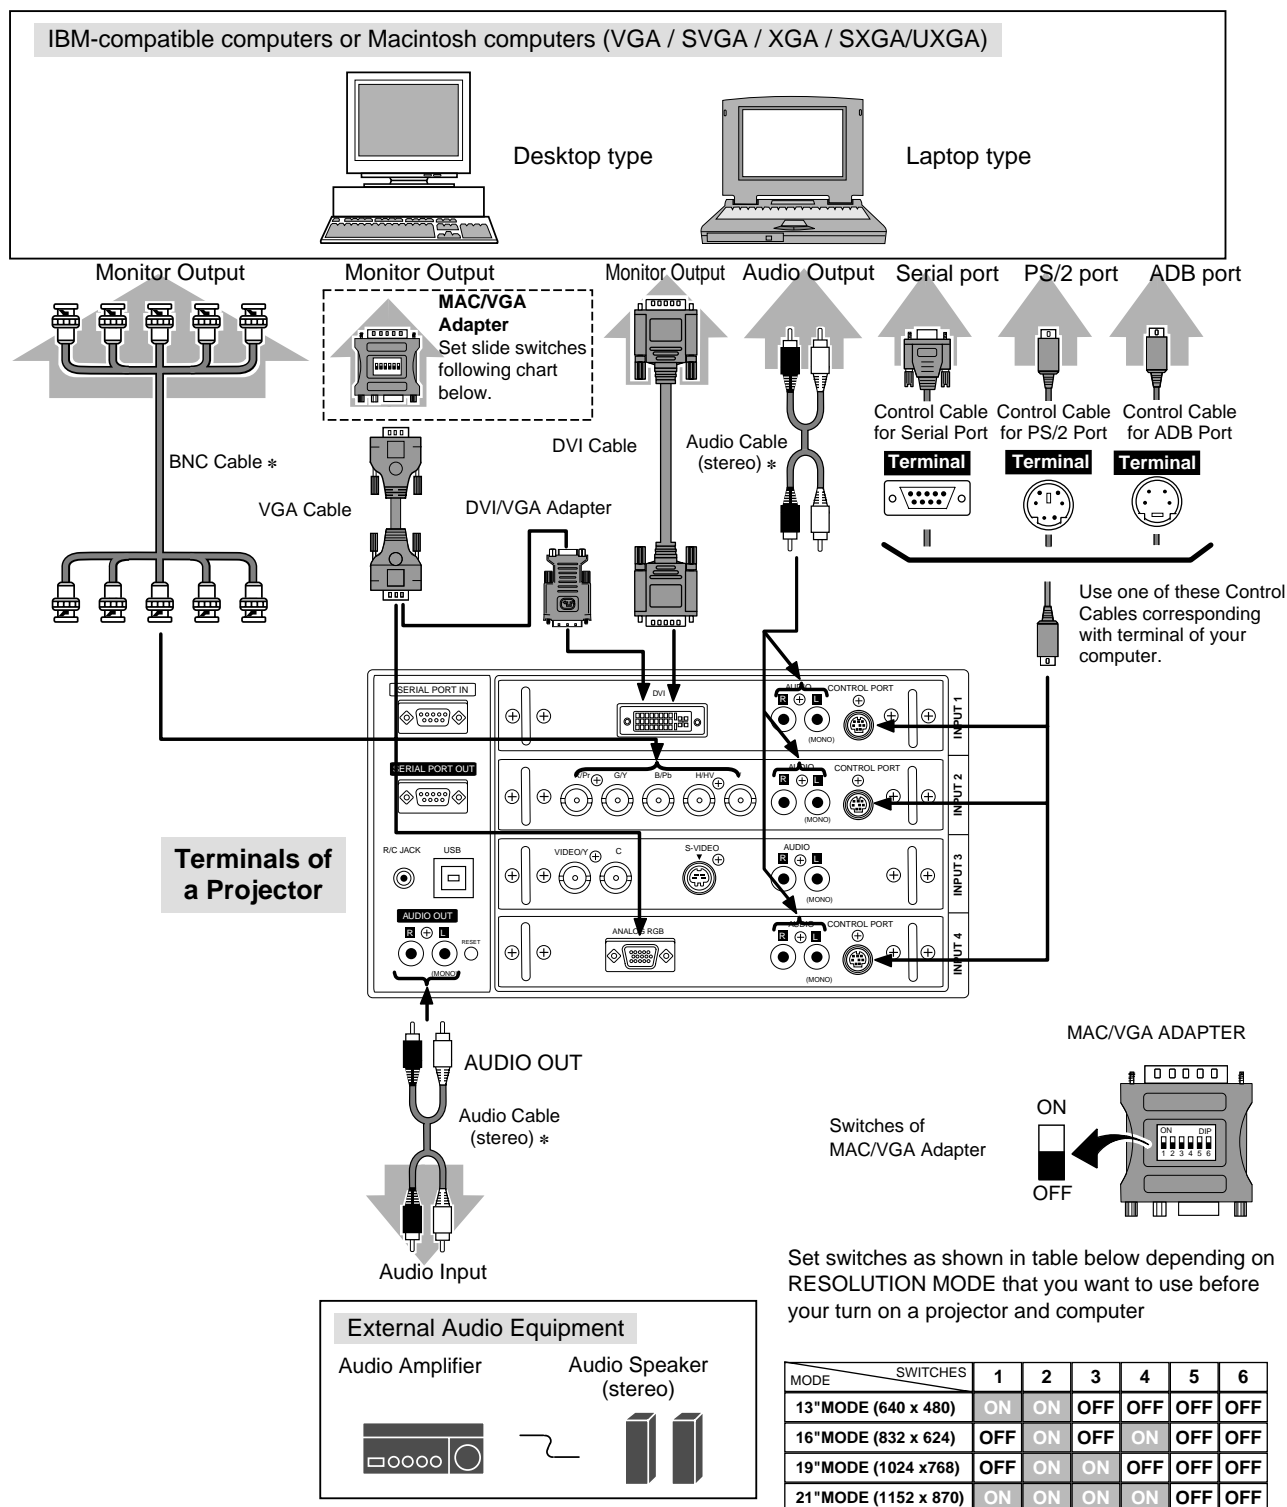 IBM-compatible computers or Macintosh computers (VGA / SVGA / XGA / SXGA/UXGA)
Desktop type
Laptop type
Monitor Output
Monitor Output
Monitor Output
Audio Output
Serial port
PS/2 port
ADB port
MAC/VGA
Adapter
Set slide switches
following chart
below.
BNC Cable *
VGA Cable
DVI/VGA Adapter
DVI Cable
Audio Cable
(stereo) *
Control Cable
for Serial Port
Control Cable
for PS/2 Port
Control Cable
for ADB Port
Terminal
Terminal
Terminal
Use one of these Control
Cables corresponding
with terminal of your
computer.
Terminals of
a Projector
SERIAL PORT IN
SERIAL PORT OUT
R/C JACK
USB
AUDIO OUT
R
L
RESET
(MONO)
DVI
AUDIO
R
L
(MONO)
CONTROL PORT
INPUT 1
R/Pr
G/Y
B/Pb
H/HV
AUDIO
R
L
(MONO)
CONTROL PORT
INPUT 2
VIDEO/Y
C
S-VIDEO
AUDIO
R
L
(MONO)
INPUT 3
ANALOG RGB
AUDIO
R
L
(MONO)
CONTROL PORT
INPUT 4
AUDIO OUT
Audio Cable
(stereo) *
Audio Input
External Audio Equipment
Audio Amplifier
Audio Speaker
(stereo)
MAC/VGA ADAPTER
Switches of
MAC/VGA Adapter
ON
OFF
ON DIP
1 2 3 4 5 6
Set switches as shown in table below depending on
RESOLUTION MODE that you want to use before
your turn on a projector and computer
MODE SWITCHES 1 2 3 4 5 6
13"MODE (640 x 480) ON ON OFF OFF OFF OFF
16"MODE (832 x 624) OFF ON OFF ON OFF OFF
19"MODE (1024 x768) OFF ON ON OFF OFF OFF
21"MODE (1152 x 870) ON ON ON ON OFF OFF